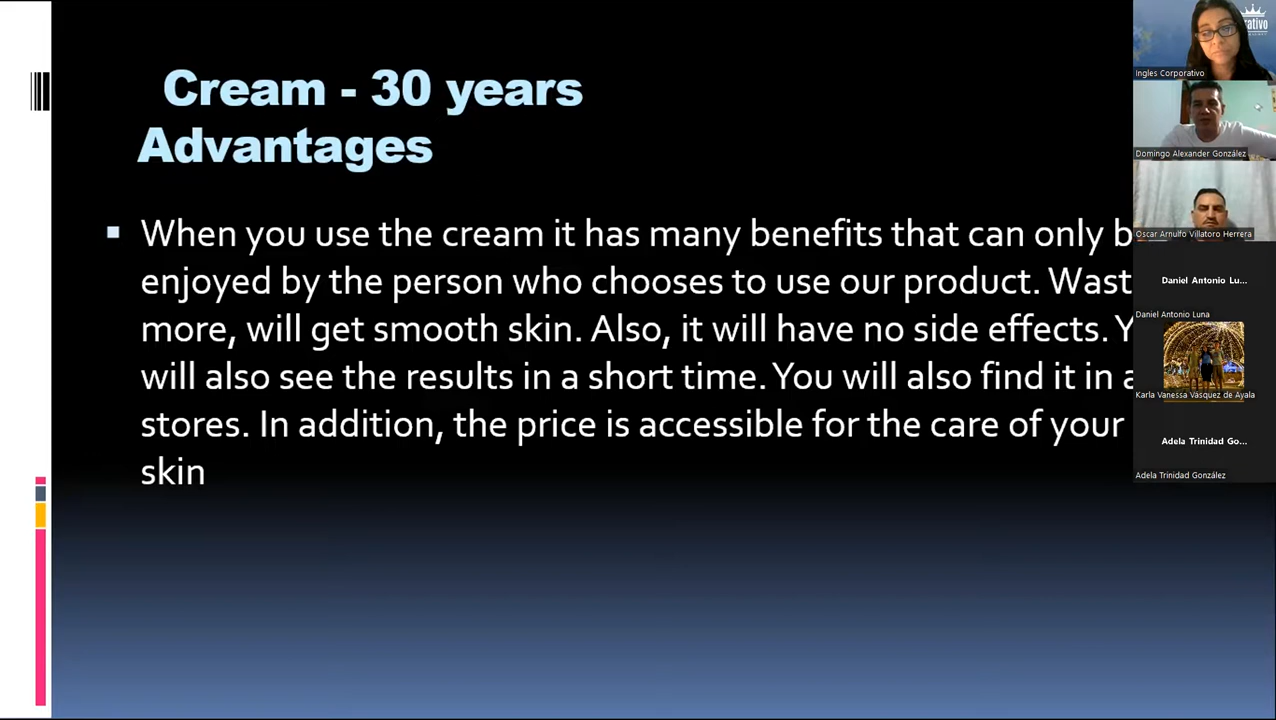 Cream - 30 years
Advantages
When you use the cream it has many benefits that can only
enjoyed by the person who chooses to use our product.
more, will get smooth skin. Also, it will have no side effects.
will also see the results in a short time. You will also find it in
stores. In addition, the price is accessible for the care of your
skin
Ingles Corporativo
Domingo Alexander González
Oscar Arnulfo Villatoro Herrera
Daniel Antonio Lu...
Daniel Antonio Luna
Karla Vanessa Vásquez de Ayala
Adela Trinidad Go...
Adela Trinidad González